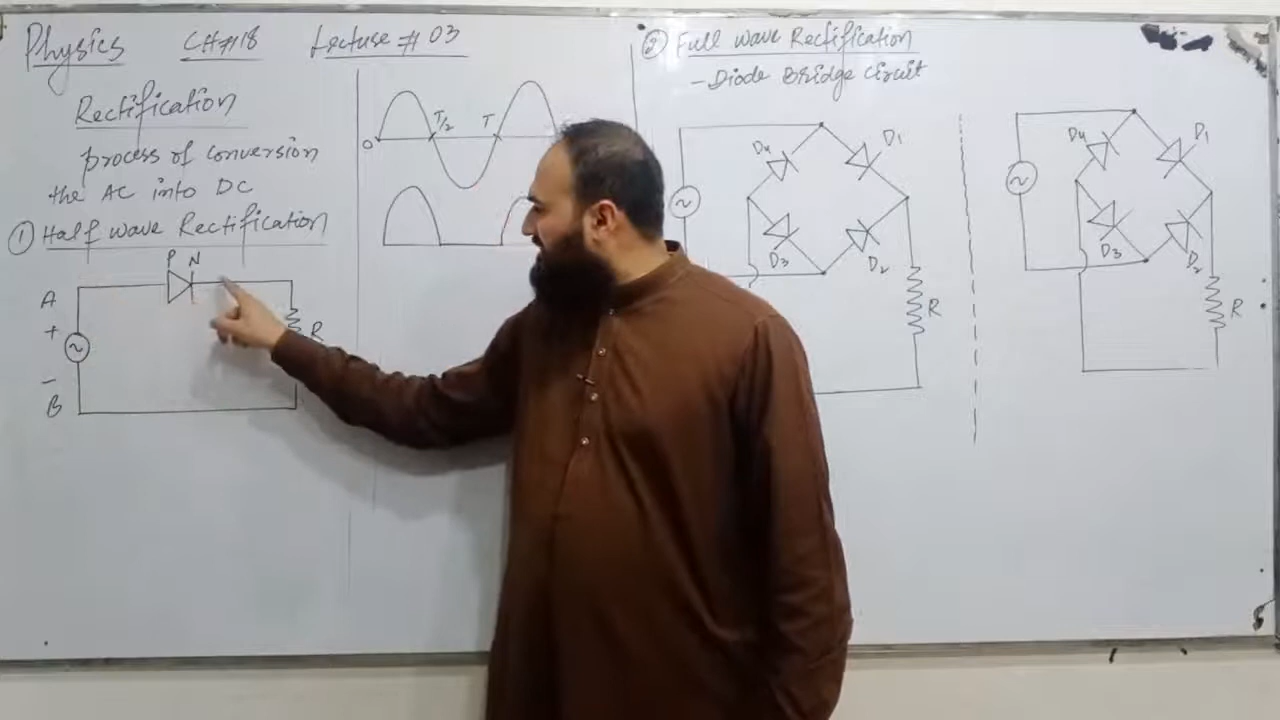 Physics CH#18 Lecture # 03
Rectification
process of conversion
the AC into DC
① Half wave Rectification
P N
A
+
~
R
-
B
0 T/2 T
② Full wave Rectification
- Diode Bridge circuit
D4 D1
~
D3 D2
R
D4 D1
~
D3 D2
R